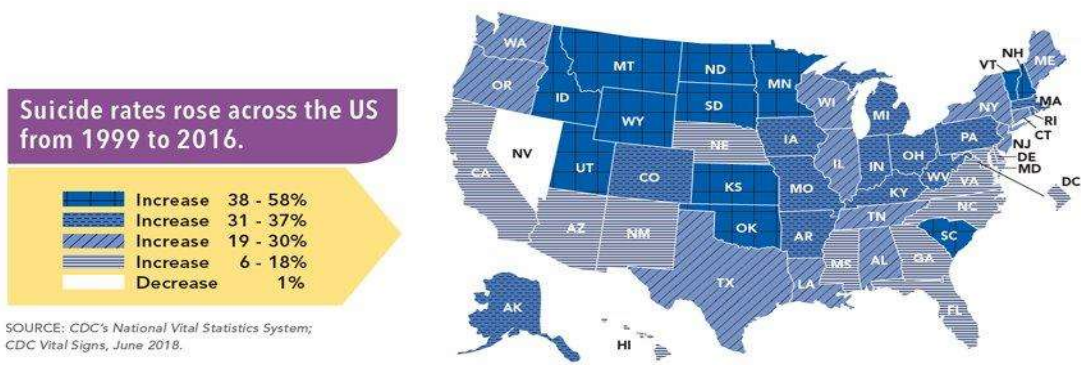 Suicide rates rose across the US
from 1999 to 2016.
Increase 38 - 58%
Increase 31 - 37%
Increase 19 - 30%
Increase 6 - 18%
Decrease 1%
SOURCE: CDC's National Vital Statistics System;
CDC Vital Signs, June 2018.
WA
MT
ND
MN
VT
NH
ME
OR
ID
SD
WI
NY
MA
WY
MI
RI
CT
NV
NE
IA
PA
NJ
UT
IL
IN
OH
DE
MD
CA
CO
KS
MO
WV
VA
DC
KY
AZ
NM
OK
AR
TN
NC
SC
TX
LA
MS
AL
GA
FL
AK
HI